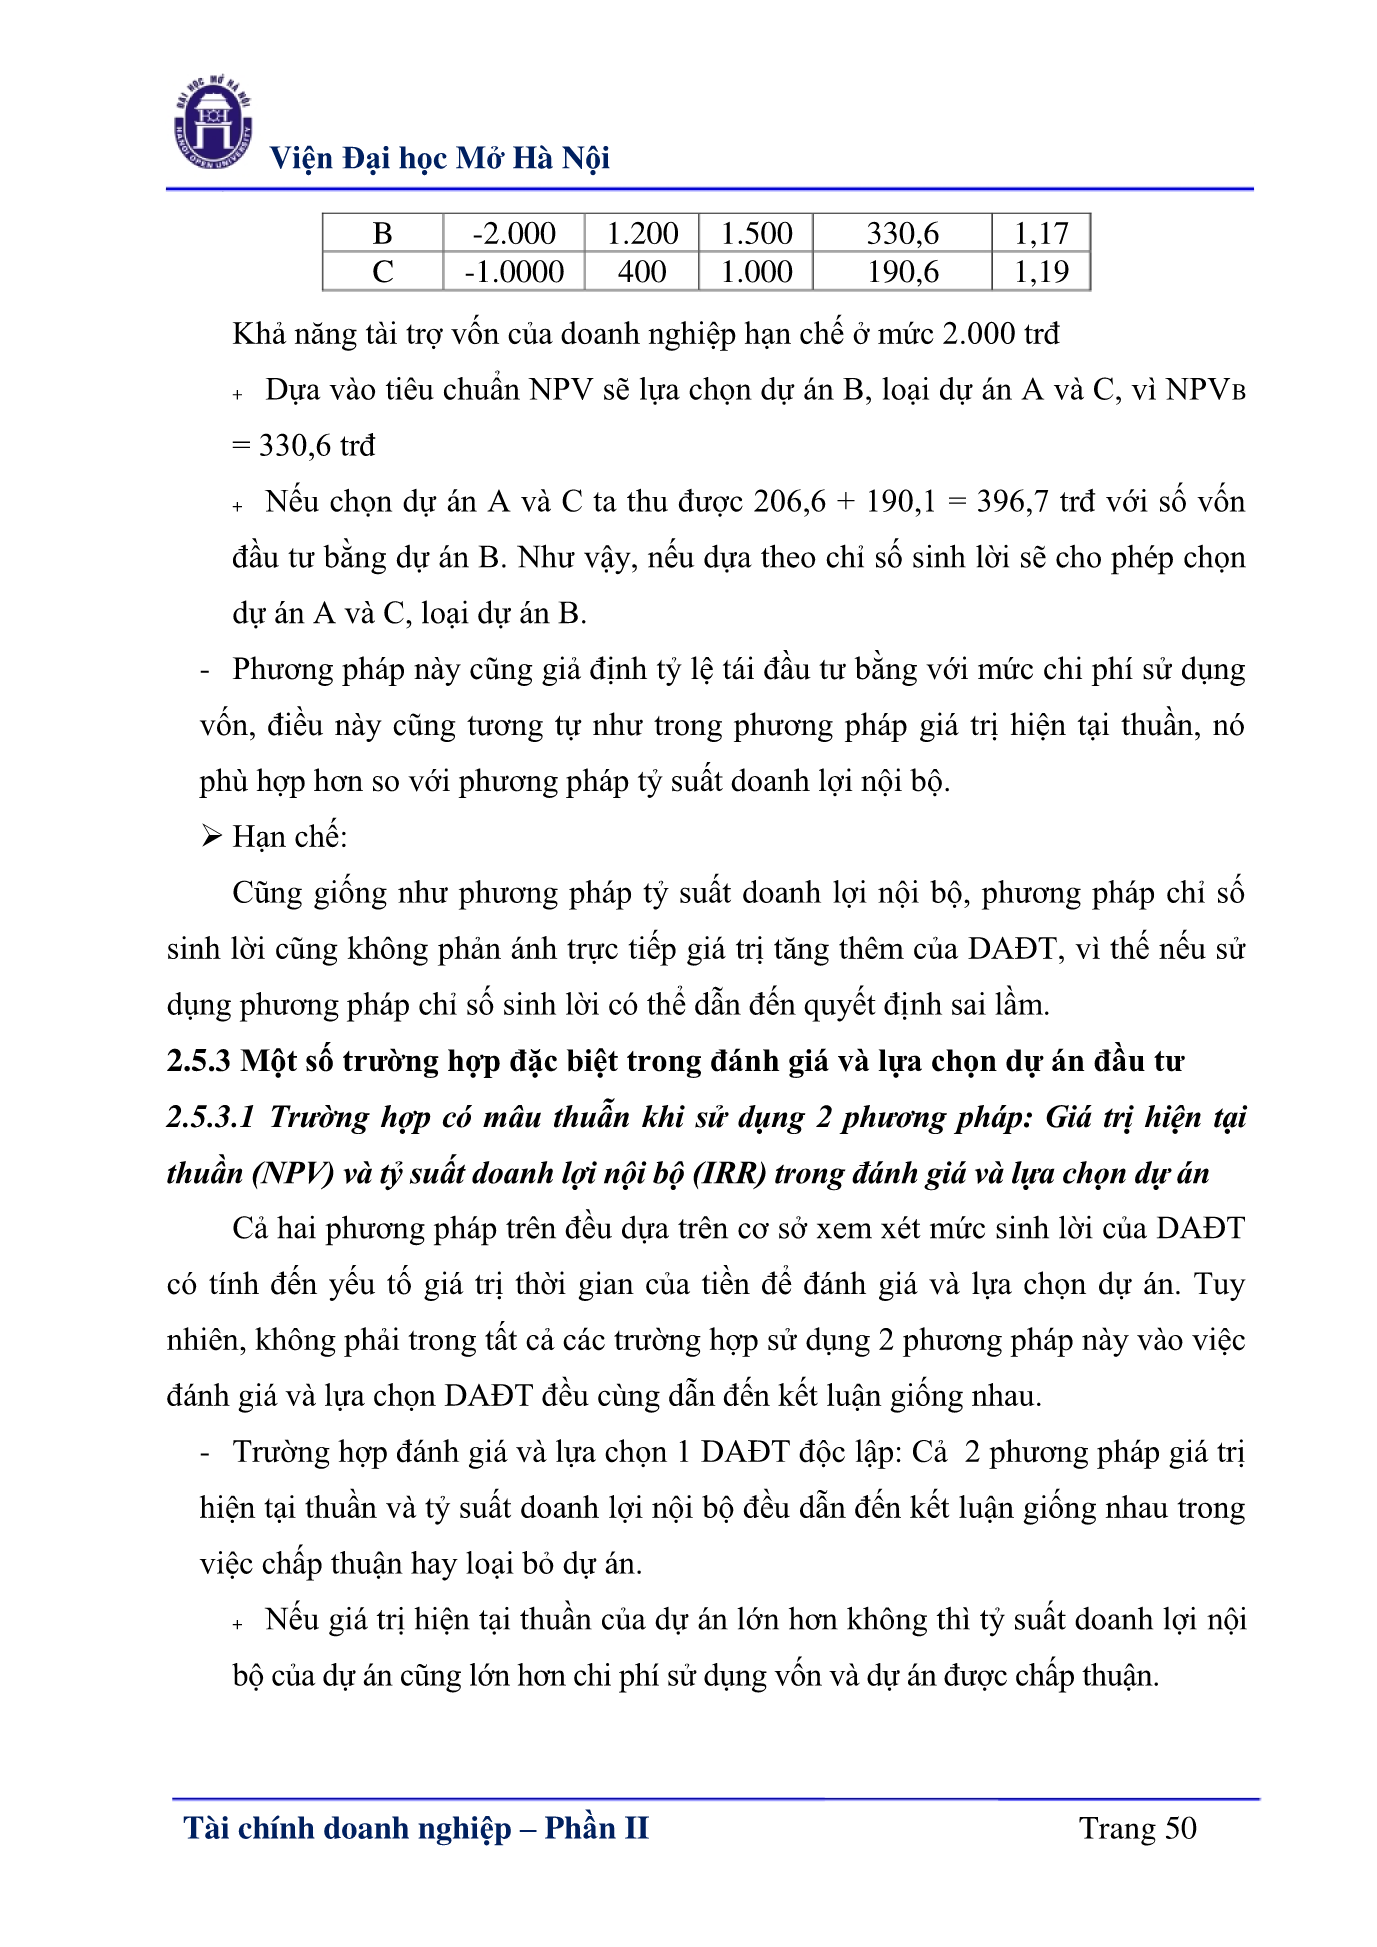 ĐẠI HỌC MỞ HÀ NỘI
HANOI OPEN UNIVERSITY
Viện Đại học Mở Hà Nội
B -2.000 1.200 1.500 330,6 1,17
C -1.0000 400 1.000 190,6 1,19
Khả năng tài trợ vốn của doanh nghiệp hạn chế ở mức 2.000 trđ
+ Dựa vào tiêu chuẩn NPV sẽ lựa chọn dự án B, loại dự án A và C, vì NPVB
= 330,6 trđ
+ Nếu chọn dự án A và C ta thu được 206,6 + 190,1 = 396,7 trđ với số vốn
đầu tư bằng dự án B. Như vậy, nếu dựa theo chỉ số sinh lời sẽ cho phép chọn
dự án A và C, loại dự án B.
- Phương pháp này cũng giả định tỷ lệ tái đầu tư bằng với mức chi phí sử dụng
vốn, điều này cũng tương tự như trong phương pháp giá trị hiện tại thuần, nó
phù hợp hơn so với phương pháp tỷ suất doanh lợi nội bộ.
➢ Hạn chế:
Cũng giống như phương pháp tỷ suất doanh lợi nội bộ, phương pháp chỉ số
sinh lời cũng không phản ánh trực tiếp giá trị tăng thêm của DAĐT, vì thế nếu sử
dụng phương pháp chỉ số sinh lời có thể dẫn đến quyết định sai lầm.
2.5.3 Một số trường hợp đặc biệt trong đánh giá và lựa chọn dự án đầu tư
2.5.3.1 Trường hợp có mâu thuẫn khi sử dụng 2 phương pháp: Giá trị hiện tại
thuần (NPV) và tỷ suất doanh lợi nội bộ (IRR) trong đánh giá và lựa chọn dự án
Cả hai phương pháp trên đều dựa trên cơ sở xem xét mức sinh lời của DAĐT
có tính đến yếu tố giá trị thời gian của tiền để đánh giá và lựa chọn dự án. Tuy
nhiên, không phải trong tất cả các trường hợp sử dụng 2 phương pháp này vào việc
đánh giá và lựa chọn DAĐT đều cùng dẫn đến kết luận giống nhau.
- Trường hợp đánh giá và lựa chọn 1 DAĐT độc lập: Cả 2 phương pháp giá trị
hiện tại thuần và tỷ suất doanh lợi nội bộ đều dẫn đến kết luận giống nhau trong
việc chấp thuận hay loại bỏ dự án.
+ Nếu giá trị hiện tại thuần của dự án lớn hơn không thì tỷ suất doanh lợi nội
bộ của dự án cũng lớn hơn chi phí sử dụng vốn và dự án được chấp thuận.
Tài chính doanh nghiệp – Phần II Trang 50